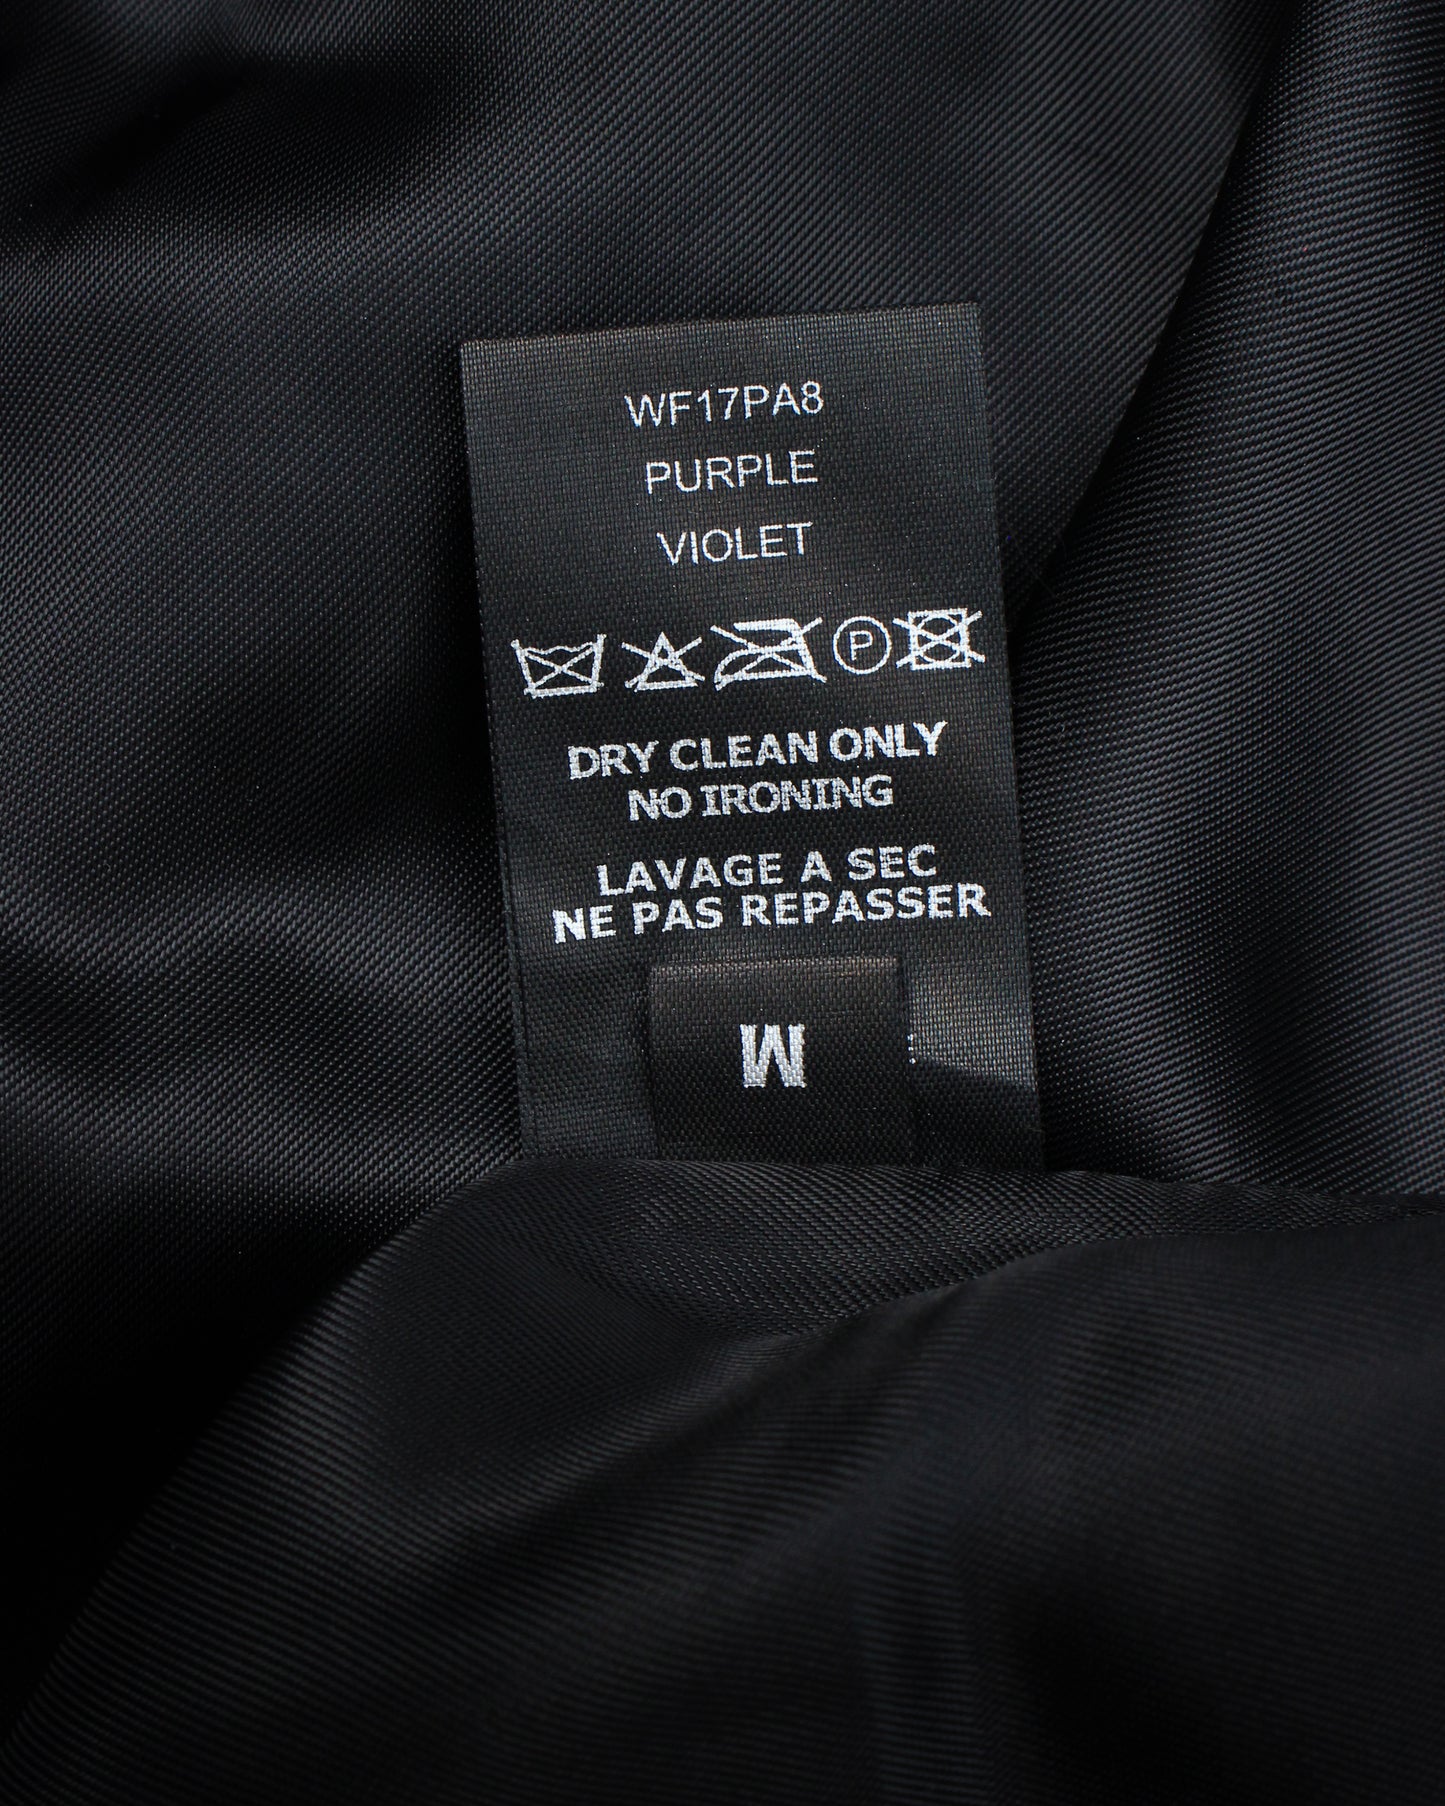 WF17PA8
PURPLE
VIOLET
P
DRY CLEAN ONLY
NO IRONING
LAVAGE A SEC
NE PAS REPASSER
M